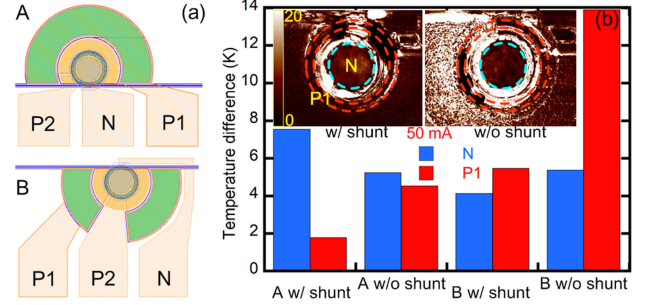 A
(a)
P2
N
P1
B
P1
P2
N
(b)
Temperature difference (K)
14
12
10
8
6
4
2
0
20
0
N
P1
w/ shunt
w/o shunt
50 mA
N
P1
A w/ shunt
A w/o shunt
B w/ shunt
B w/o shunt